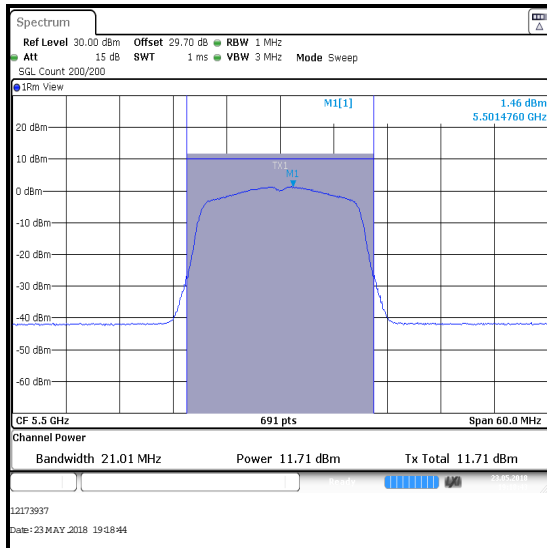 Spectrum
Ref Level 30.00 dBm Offset 29.70 dB RBW 1 MHz
Att 15 dB SWT 1 ms VBW 3 MHz Mode Sweep
SGL Count 200/200
1Rm View
M1[1] 1.46 dBm
5.5014760 GHz
20 dBm
10 dBm
TX1
M1
0 dBm
-10 dBm
-20 dBm
-30 dBm
-40 dBm
-50 dBm
-60 dBm
CF 5.5 GHz 691 pts Span 60.0 MHz
Channel Power
Bandwidth 21.01 MHz Power 11.71 dBm Tx Total 11.71 dBm
Ready 23.05.2018
12173937
Date: 23 MAY.2018 19:18:44